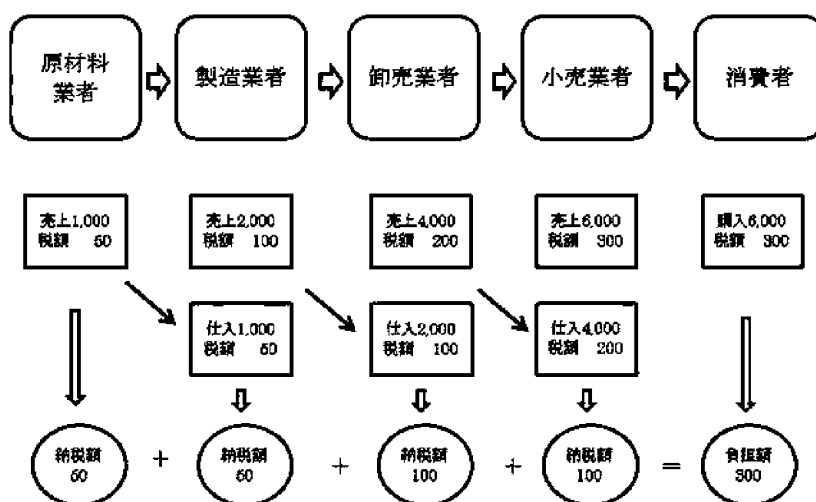 原材料
業者
製造業者
卸売業者
小売業者
消費者
売上1,000
税額 50
売上2,000
税額 100
売上4,000
税額 200
売上6,000
税額 300
購入6,000
税額 300
仕入1,000
税額 50
仕入2,000
税額 100
仕入4,000
税額 200
納税額
50
+
納税額
50
+
納税額
100
+
納税額
100
=
負担額
300